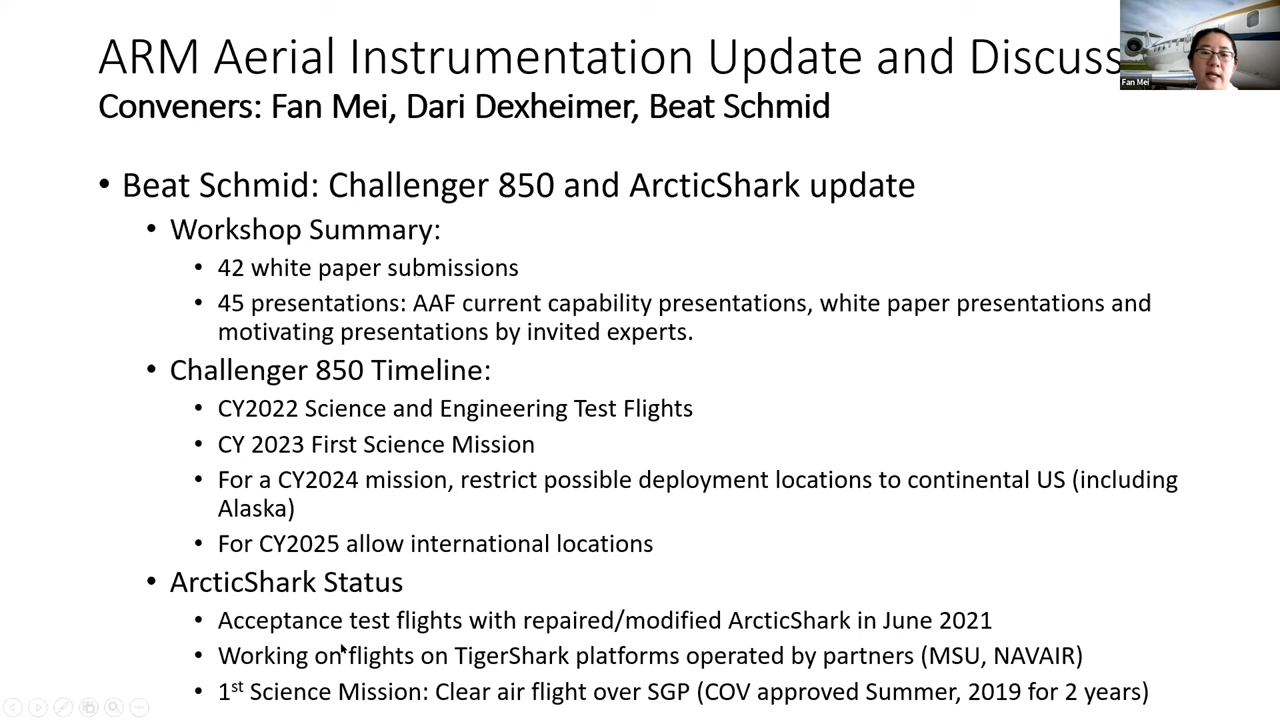 ARM Aerial Instrumentation Update and Discuss
Fan Mei
Conveners: Fan Mei, Dari Dexheimer, Beat Schmid
• Beat Schmid: Challenger 850 and ArcticShark update
• Workshop Summary:
• 42 white paper submissions
• 45 presentations: AAF current capability presentations, white paper presentations and
motivating presentations by invited experts.
• Challenger 850 Timeline:
• CY2022 Science and Engineering Test Flights
• CY 2023 First Science Mission
• For a CY2024 mission, restrict possible deployment locations to continental US (including
Alaska)
• For CY2025 allow international locations
• ArcticShark Status
• Acceptance test flights with repaired/modified ArcticShark in June 2021
• Working on flights on TigerShark platforms operated by partners (MSU, NAVAIR)
• 1st Science Mission: Clear air flight over SGP (COV approved Summer, 2019 for 2 years)